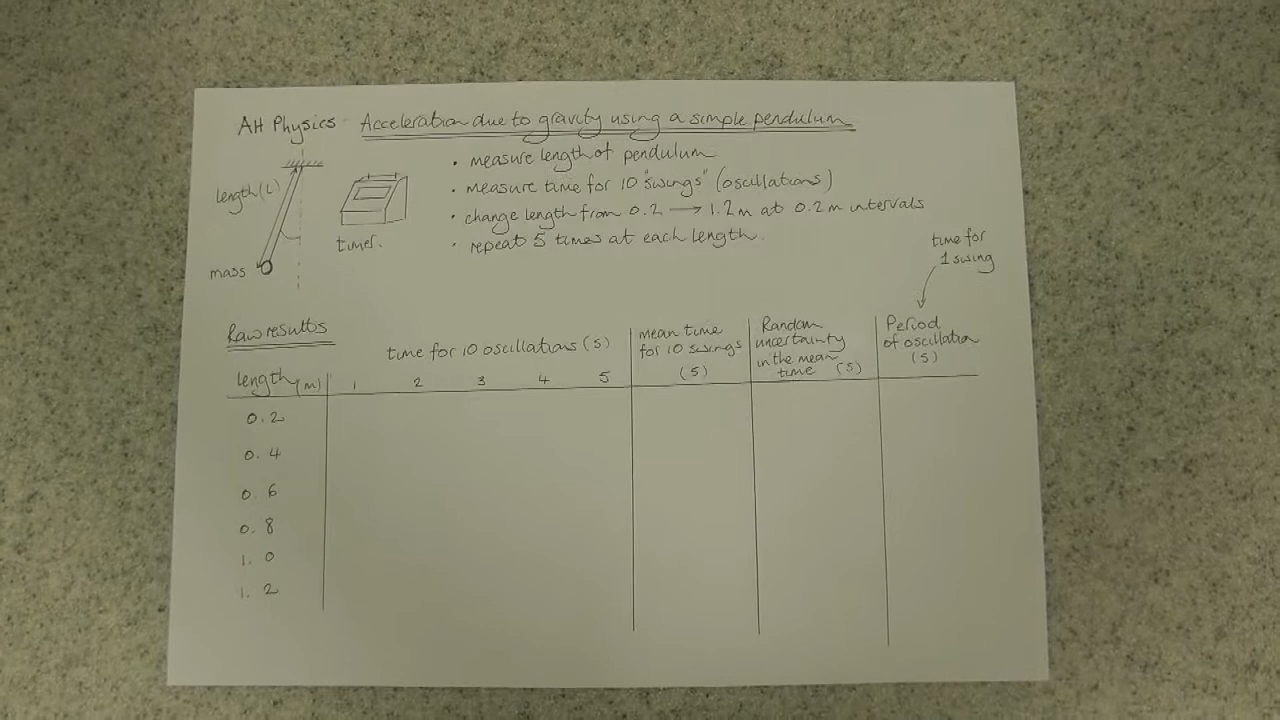 AH Physics - Acceleration due to gravity using a simple pendulum
length (L)
mass
timer.
• measure length of pendulum
• measure time for 10 "swings" (oscillations)
• change length from 0.2 → 1.2 m at 0.2 m intervals
• repeat 5 times at each length.
time for
1 swing
Raw results
length (m)
time for 10 oscillations (s)
1 2 3 4 5
mean time
for 10 swings
(s)
Random
uncertainty
in the mean
time (s)
Period
of oscillation
(s)
0.2
0.4
0.6
0.8
1.0
1.2